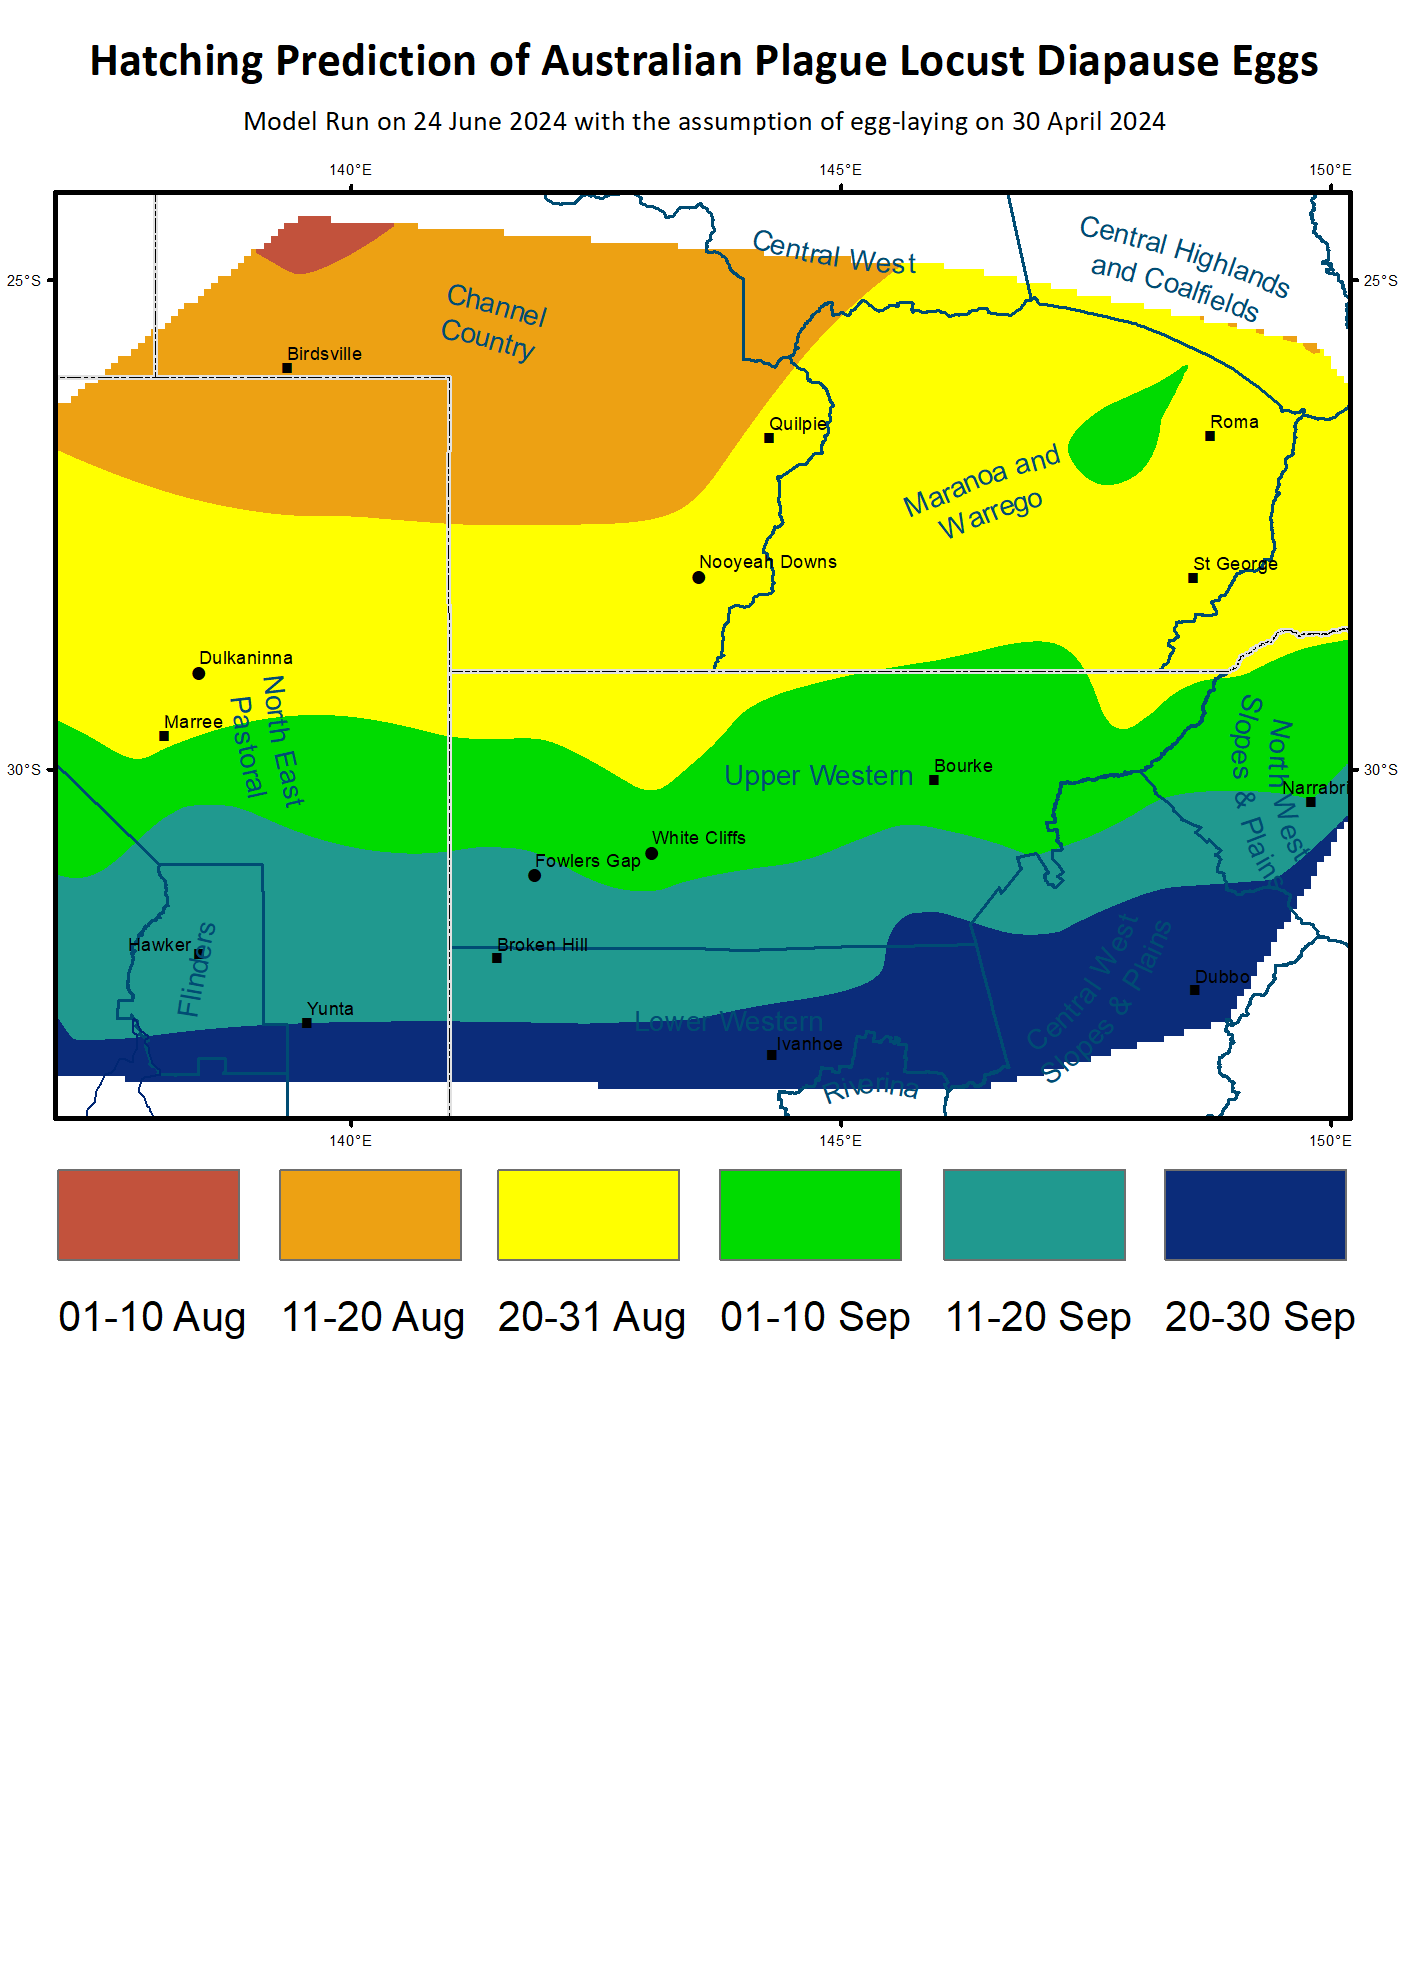 Hatching Prediction of Australian Plague Locust Diapause Eggs
Model Run on 24 June 2024 with the assumption of egg-laying on 30 April 2024
140°E
145°E
150°E
25°S
25°S
Central West
Central Highlands
and Coalfields
Channel
Country
Birdsville
Quilpie
Roma
Maranoa and
Warrego
Nooyeah Downs
St George
Dulkaninna
North East
Pastoral
Marree
North West
Slopes & Plains
30°S
30°S
Upper Western
Bourke
Narrabri
White Cliffs
Fowlers Gap
Hawker
Flinders
Broken Hill
Central West
Slopes & Plains
Dubbo
Yunta
Lower Western
Ivanhoe
Riverina
140°E
145°E
150°E
01-10 Aug
11-20 Aug
20-31 Aug
01-10 Sep
11-20 Sep
20-30 Sep